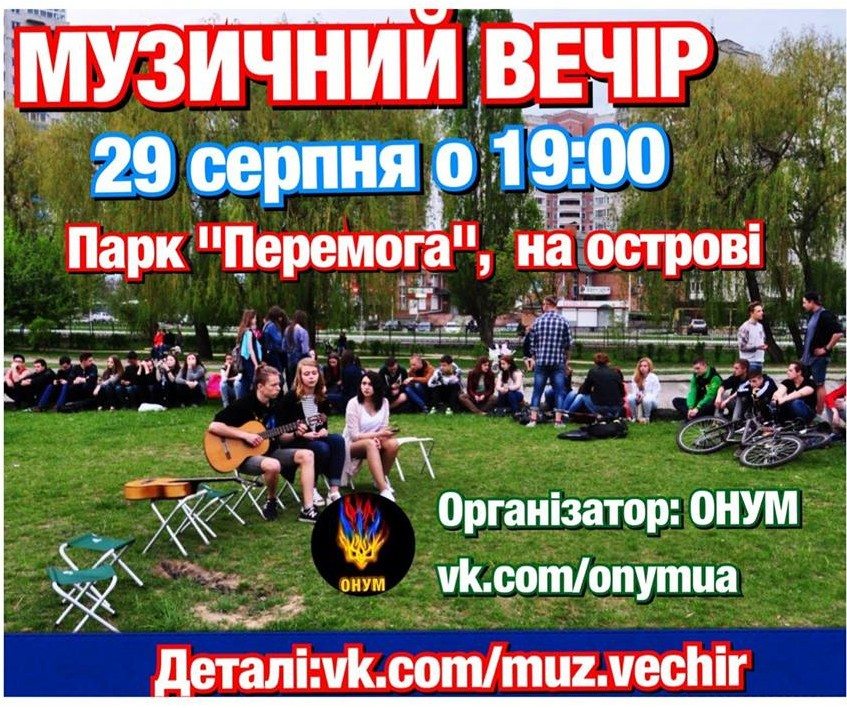 МУЗИЧНИЙ ВЕЧІР
29 серпня о 19:00
Парк "Перемога", на острові
Організатор: ОНУМ
vk.com/onymua
ОНУМ
Деталі:vk.com/muz.vechir